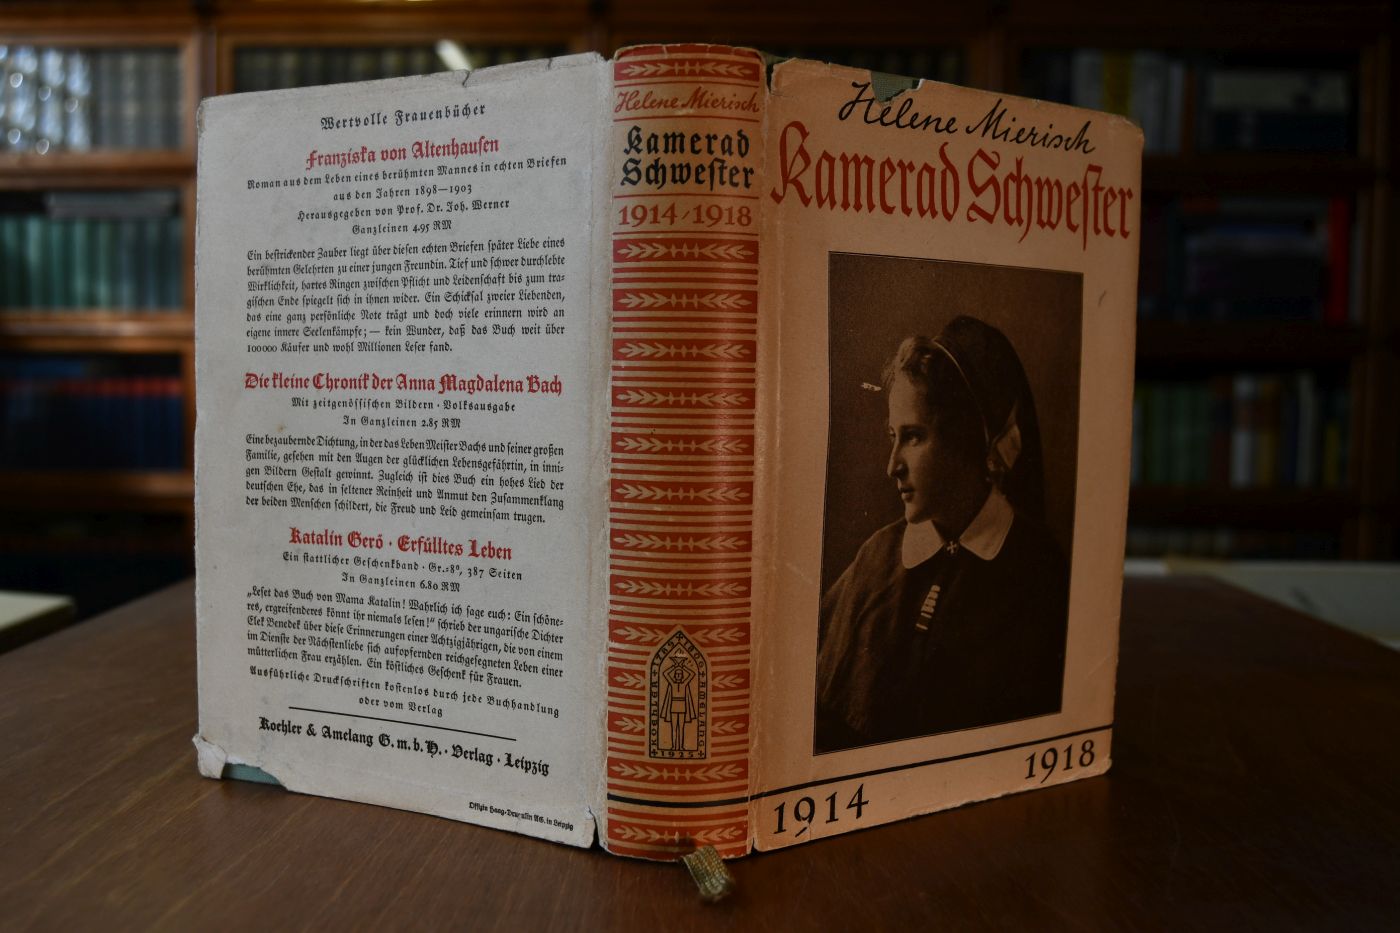 Wertvolle Frauenbücher
Franziska von Altenhausen
Roman aus dem Leben eines berühmten Mannes in echten Briefen
aus den Jahren 1898—1903
Herausgegeben von Prof. Dr. Joh. Werner
Ganzleinen 4.95 RM
Ein bestrickender Zauber liegt über diesen echten Briefen später Liebe eines
berühmten Gelehrten zu einer jungen Freundin. Tief und schwer durchlebte
Wirklichkeit, hartes Ringen zwischen Pflicht und Leidenschaft bis zum tra-
gischen Ende spiegelt sich in ihnen wider. Ein Schicksal zweier Liebenden,
das eine ganz persönliche Note trägt und doch viele erinnern wird an
eigene innere Seelenkämpfe; — kein Wunder, daß das Buch weit über
100000 Käufer und wohl Millionen Leser fand.
Die kleine Chronik der Anna Magdalena Bach
Mit zeitgenössischen Bildern · Volksausgabe
In Ganzleinen 2.85 RM
Eine bezaubernde Dichtung, in der das Leben Meister Bachs und seiner großen
Familie, gesehen mit den Augen der glücklichen Lebensgefährtin, in inni-
gen Bildern Gestalt gewinnt. Zugleich ist dies Buch ein hohes Lied der
deutschen Ehe, das in seltener Reinheit und Anmut den Zusammenklang
der beiden Menschen schildert, die Freud und Leid gemeinsam trugen.
Katalin Gerö · Erfülltes Leben
Ein stattlicher Geschenkband · Gr.-8°, 387 Seiten
In Ganzleinen 6.80 RM
„Leset das Buch von Mama Katalin! Wahrlich ich sage euch: Ein schöne-
res, ergreifenderes könnt ihr niemals lesen!" schrieb der ungarische Dichter
Elek Benedek über diese Erinnerungen einer Achtzigjährigen, die von einem
im Dienste der Nächstenliebe sich aufopfernden reichgesegneten Leben einer
mütterlichen Frau erzählen. Ein köstliches Geschenk für Frauen.
Ausführliche Druckschriften kostenlos durch jede Buchhandlung
oder vom Verlag
Koehler & Amelang G.m.b.H. · Verlag · Leipzig
Offizin Haag-Drugulin AG. in Leipzig
Helene Mierisch
Kamerad
Schwester
1914-1918
1789 1806
KOEHLER AMELANG
1925
Helene Mierisch
Kamerad Schwester
1914 1918